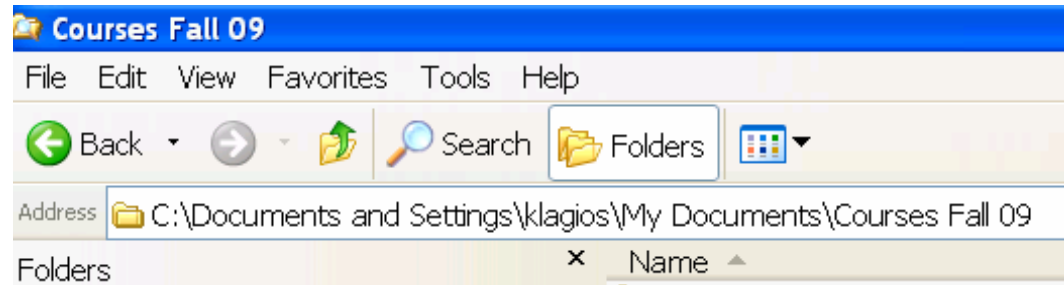 Courses Fall 09
File Edit View Favorites Tools Help
Back Search Folders
Address C:\Documents and Settings\klagios\My Documents\Courses Fall 09
Folders x Name